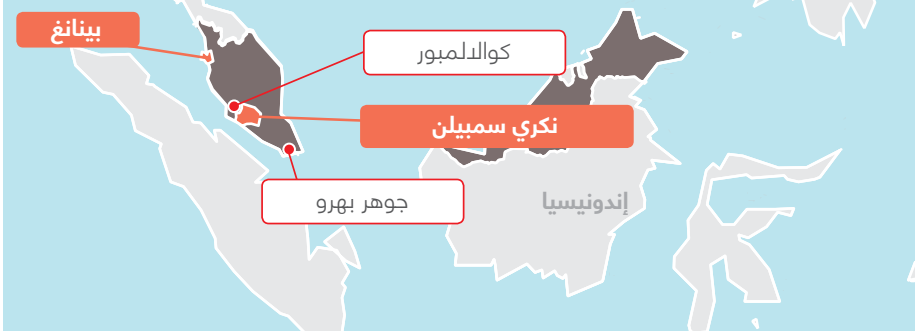 بينانغ
كوالالمبور
نكري سمبيلن
جوهر بهرو
إندونيسيا